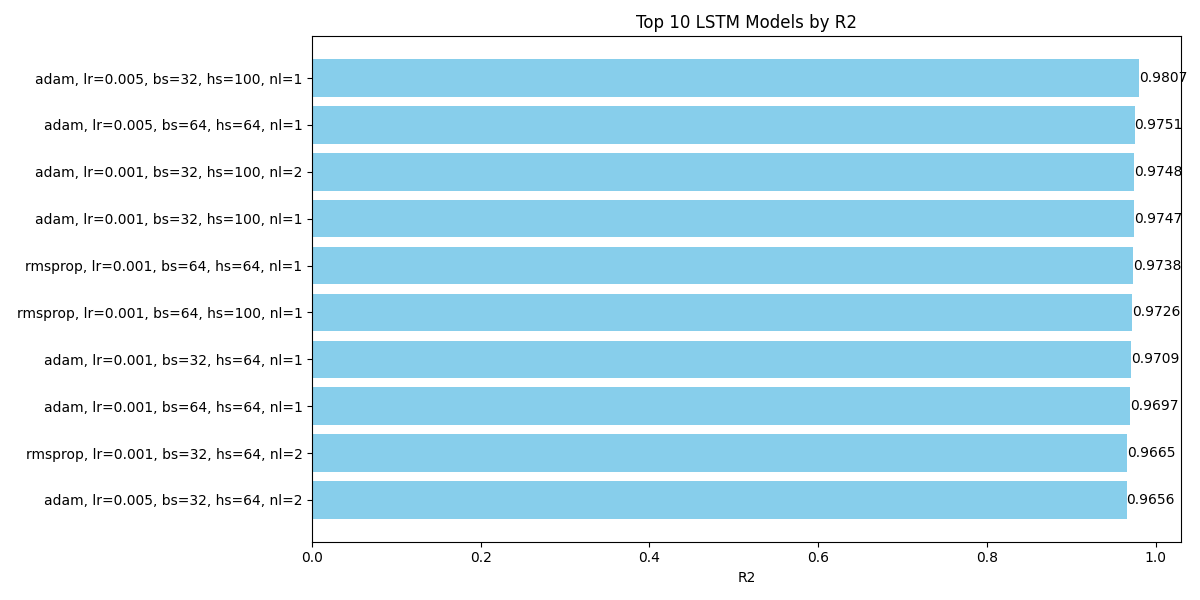 Top 10 LSTM Models by R2
adam, lr=0.005, bs=32, hs=100, nl=1 0.9807
adam, lr=0.005, bs=64, hs=64, nl=1 0.9751
adam, lr=0.001, bs=32, hs=100, nl=2 0.9748
adam, lr=0.001, bs=32, hs=100, nl=1 0.9747
rmsprop, lr=0.001, bs=64, hs=64, nl=1 0.9738
rmsprop, lr=0.001, bs=64, hs=100, nl=1 0.9726
adam, lr=0.001, bs=32, hs=64, nl=1 0.9709
adam, lr=0.001, bs=64, hs=64, nl=1 0.9697
rmsprop, lr=0.001, bs=32, hs=64, nl=2 0.9665
adam, lr=0.005, bs=32, hs=64, nl=2 0.9656
0.0 0.2 0.4 0.6 0.8 1.0
R2